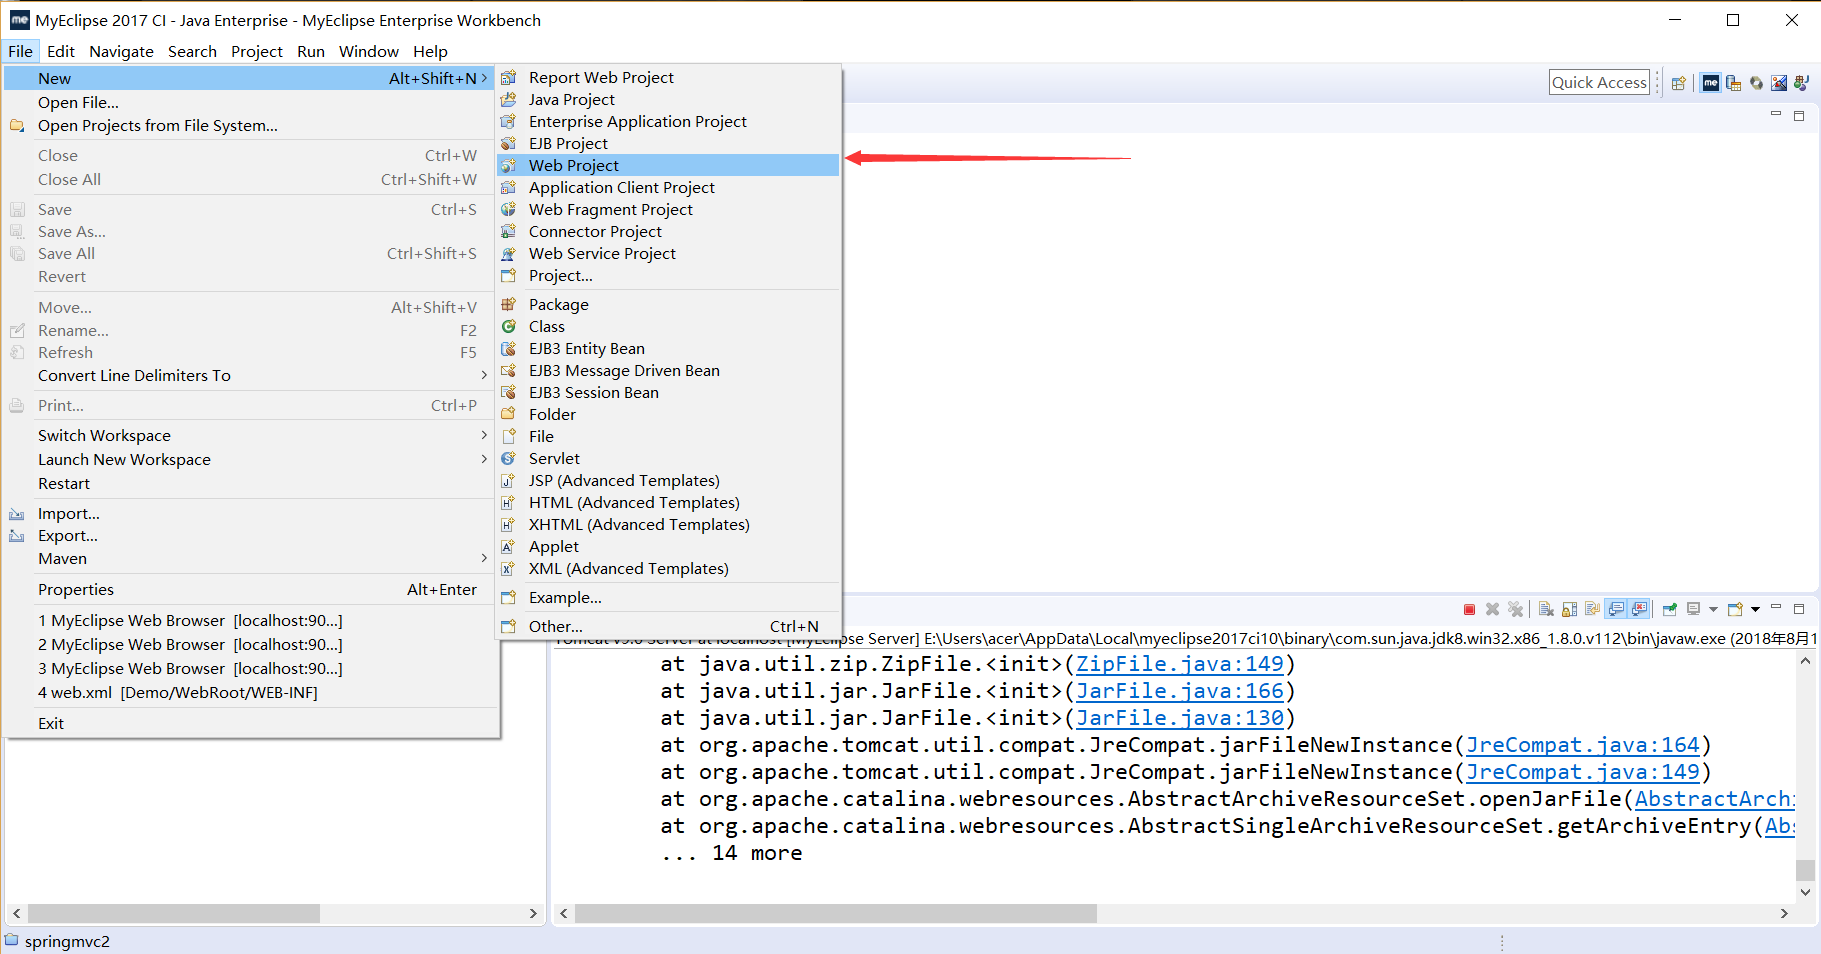 me MyEclipse 2017 CI - Java Enterprise - MyEclipse Enterprise Workbench
File Edit Navigate Search Project Run Window Help
Quick Access me
New Alt+Shift+N
Open File...
Open Projects from File System...
Close Ctrl+W
Close All Ctrl+Shift+W
Save Ctrl+S
Save As...
Save All Ctrl+Shift+S
Revert
Move... Alt+Shift+V
Rename... F2
Refresh F5
Convert Line Delimiters To
Print... Ctrl+P
Switch Workspace
Launch New Workspace
Restart
Import...
Export...
Maven
Properties Alt+Enter
1 MyEclipse Web Browser [localhost:90...]
2 MyEclipse Web Browser [localhost:90...]
3 MyEclipse Web Browser [localhost:90...]
4 web.xml [Demo/WebRoot/WEB-INF]
Exit
Report Web Project
Java Project
Enterprise Application Project
EJB Project
Web Project
Application Client Project
Web Fragment Project
Connector Project
Web Service Project
Project...
Package
Class
EJB3 Entity Bean
EJB3 Message Driven Bean
EJB3 Session Bean
Folder
File
Servlet
JSP (Advanced Templates)
HTML (Advanced Templates)
XHTML (Advanced Templates)
Applet
XML (Advanced Templates)
Example...
Other... Ctrl+N
Tomcat v9.0 Server at localhost [MyEclipse Server] E:\Users\acer\AppData\Local\myeclipse2017ci10\binary\com.sun.java.jdk8.win32.x86_1.8.0.v112\bin\javaw.exe (2018年8月1
at java.util.zip.ZipFile.<init>(ZipFile.java:149)
at java.util.jar.JarFile.<init>(JarFile.java:166)
at java.util.jar.JarFile.<init>(JarFile.java:130)
at org.apache.tomcat.util.compat.JreCompat.jarFileNewInstance(JreCompat.java:164)
at org.apache.tomcat.util.compat.JreCompat.jarFileNewInstance(JreCompat.java:149)
at org.apache.catalina.webresources.AbstractArchiveResourceSet.openJarFile(AbstractArchi
at org.apache.catalina.webresources.AbstractSingleArchiveResourceSet.getArchiveEntry(Abs
... 14 more
springmvc2